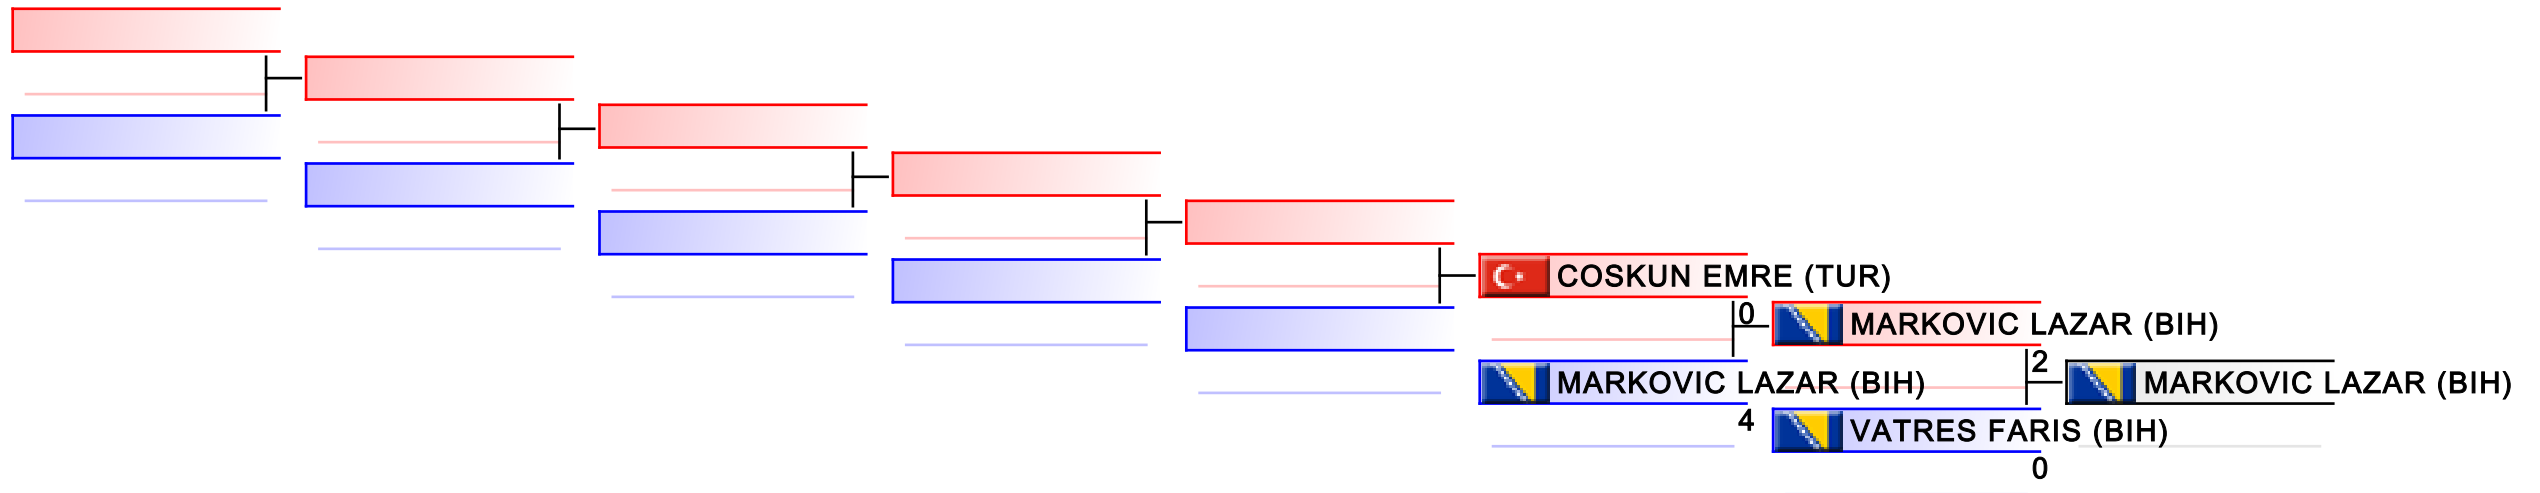 COSKUN EMRE (TUR)
0
MARKOVIC LAZAR (BIH)
2
MARKOVIC LAZAR (BIH)
MARKOVIC LAZAR (BIH)
4
VATRES FARIS (BIH)
0